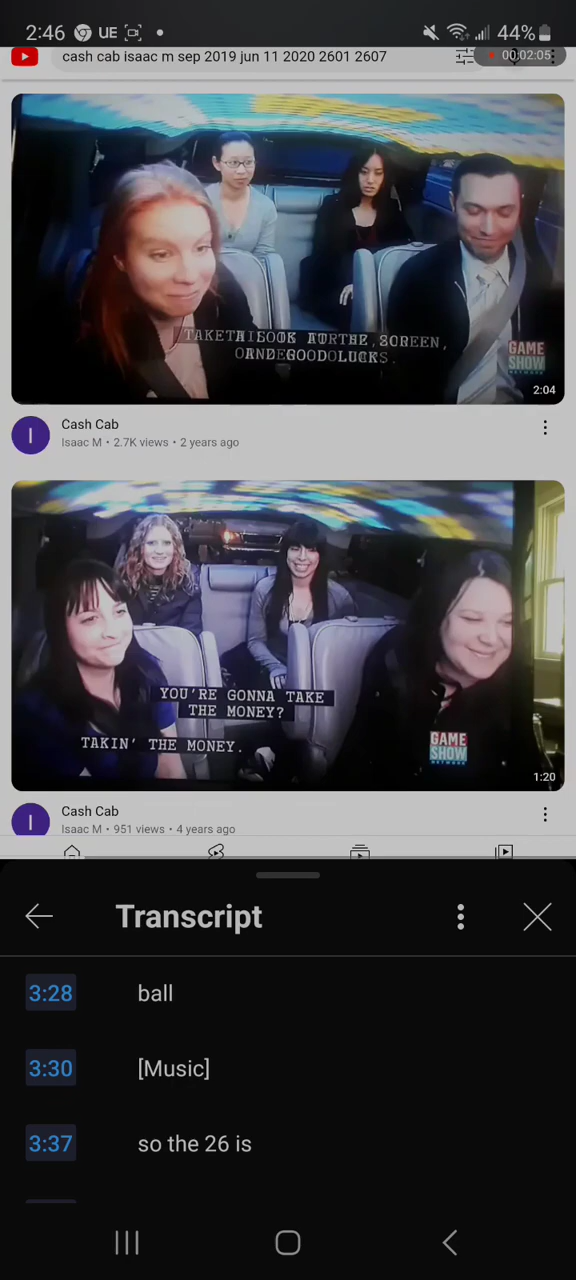 2:46 UE 44%
cash cab isaac m sep 2019 jun 11 2020 2601 2607
00:02:05
GAME
SHOW
2:04
I
Cash Cab
Isaac M • 2.7K views • 2 years ago
YOU'RE GONNA TAKE
THE MONEY?
TAKIN' THE MONEY.
GAME
SHOW
NETWORK
1:20
I
Cash Cab
Isaac M • 951 views • 4 years ago
Transcript
3:28 ball
3:30 [Music]
3:37 so the 26 is